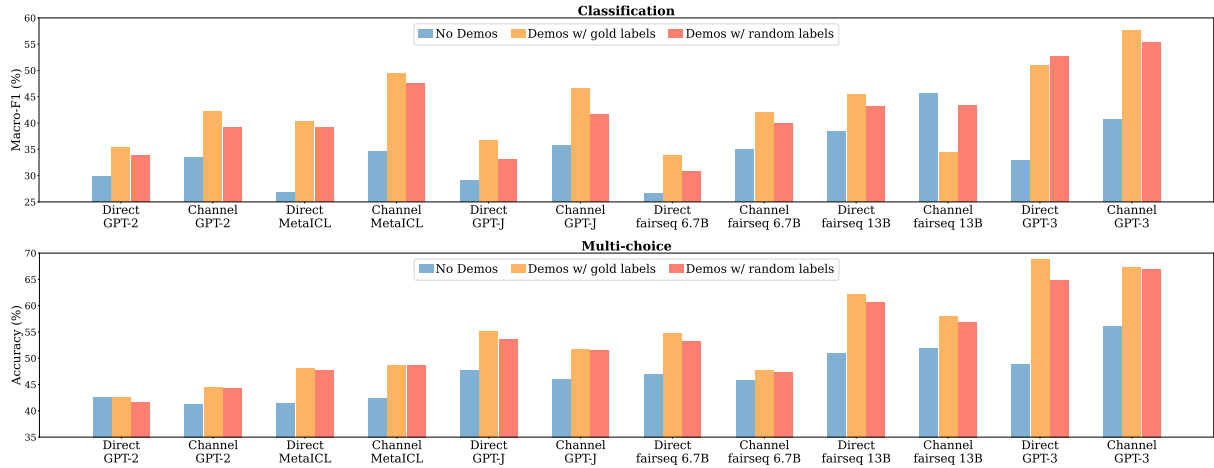 Classification
Macro-F1 (%)
60
55
50
45
40
35
30
25
No Demos
Demos w/ gold labels
Demos w/ random labels
Direct
GPT-2
Channel
GPT-2
Direct
MetaICL
Channel
MetaICL
Direct
GPT-J
Channel
GPT-J
Direct
fairseq 6.7B
Channel
fairseq 6.7B
Direct
fairseq 13B
Channel
fairseq 13B
Direct
GPT-3
Channel
GPT-3
Multi-choice
Accuracy (%)
70
65
60
55
50
45
40
35
No Demos
Demos w/ gold labels
Demos w/ random labels
Direct
GPT-2
Channel
GPT-2
Direct
MetaICL
Channel
MetaICL
Direct
GPT-J
Channel
GPT-J
Direct
fairseq 6.7B
Channel
fairseq 6.7B
Direct
fairseq 13B
Channel
fairseq 13B
Direct
GPT-3
Channel
GPT-3